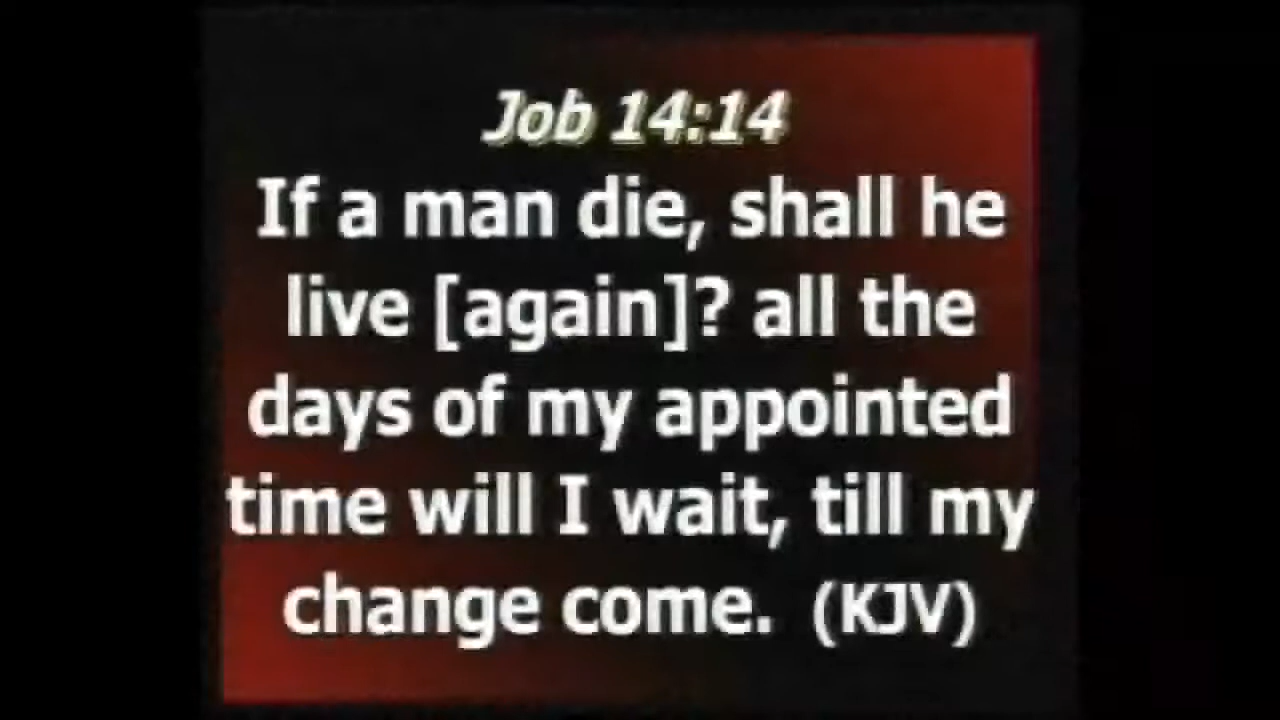 Job 14:14
If a man die, shall he
live [again]? all the
days of my appointed
time will I wait, till my
change come. (KJV)